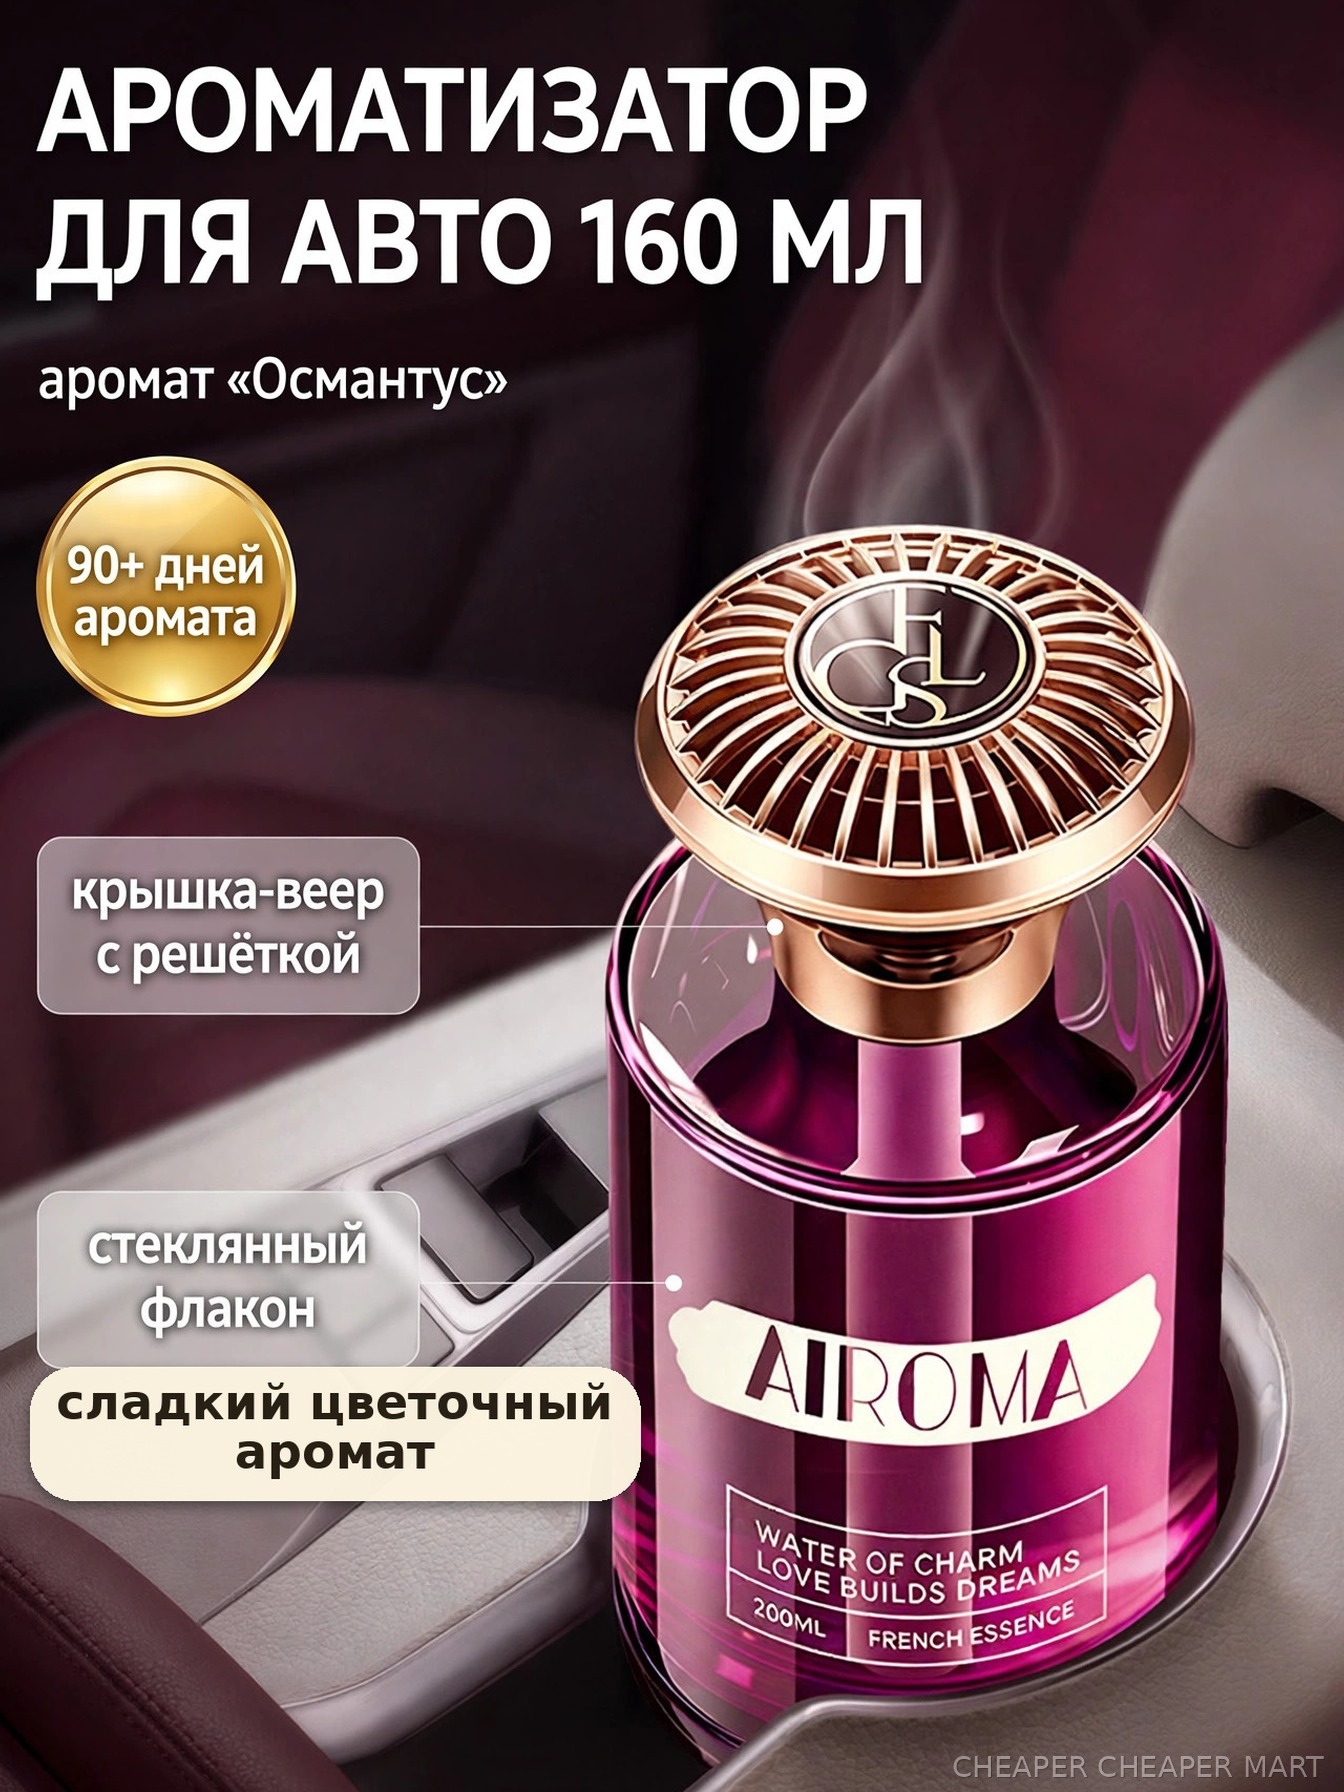 АРОМАТИЗАТОР
ДЛЯ АВТО 160 МЛ
аромат «Османтус»
90+ дней
аромата
крышка-веер
с решёткой
стеклянный
флакон
сладкий цветочный
аромат
AIROMA
WATER OF CHARM
LOVE BUILDS DREAMS
200ML FRENCH ESSENCE
CHEAPER CHEAPER MART